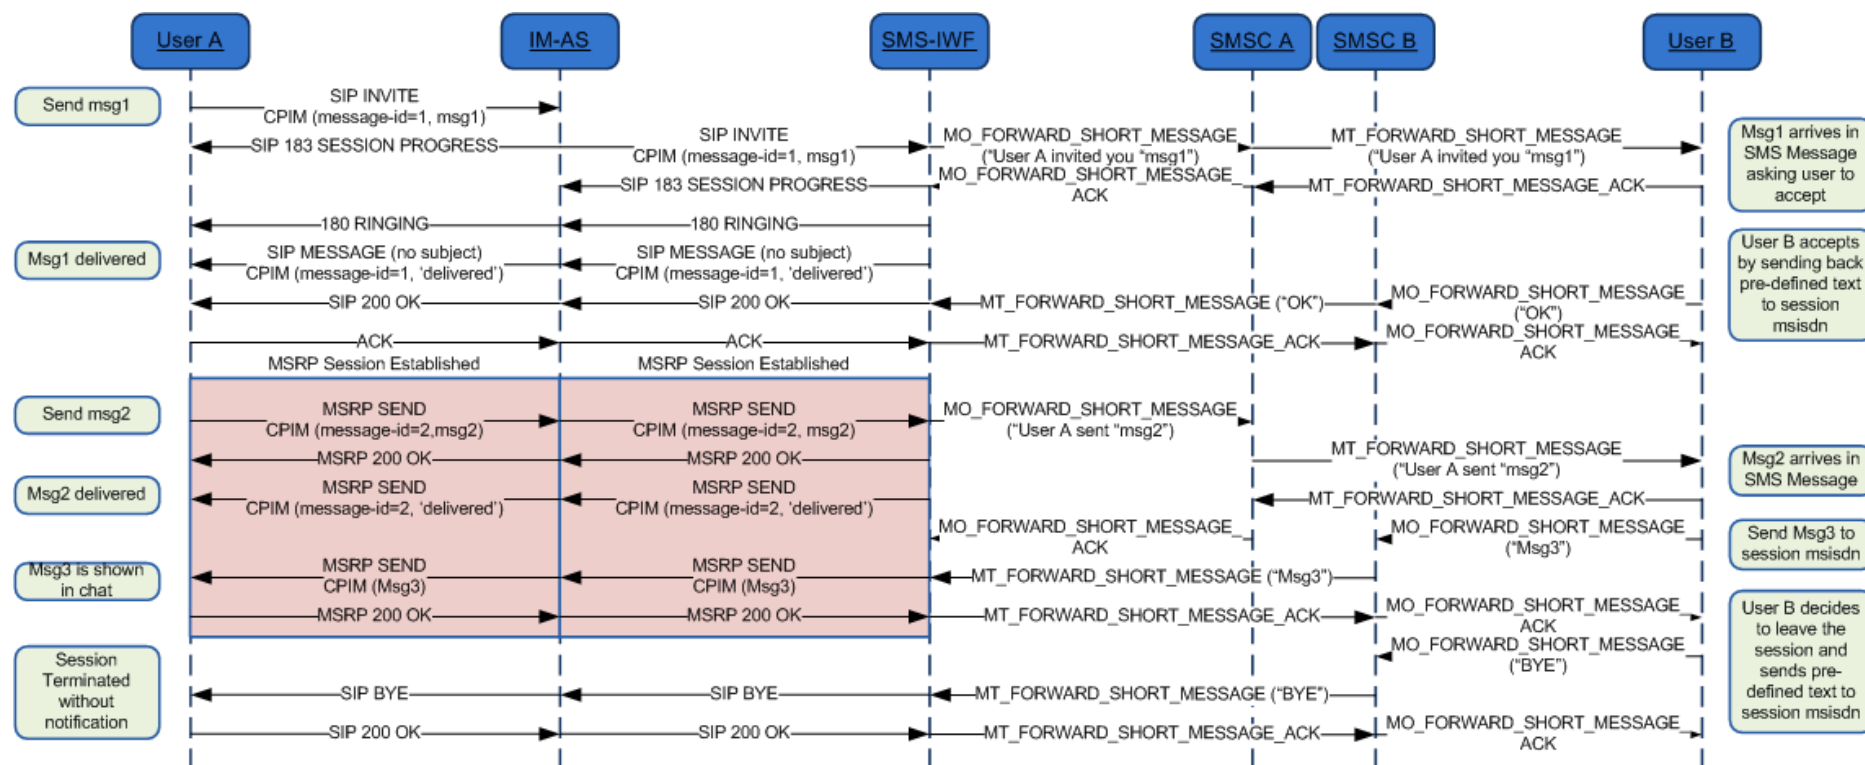 User A
IM-AS
SMS-IWF
SMSC A
SMSC B
User B
Send msg1
SIP INVITE
CPIM (message-id=1, msg1)
SIP 183 SESSION PROGRESS
SIP INVITE
CPIM (message-id=1, msg1)
MO_FORWARD_SHORT_MESSAGE
("User A invited you "msg1")
MT_FORWARD_SHORT_MESSAGE
("User A invited you "msg1")
Msg1 arrives in
SMS Message
asking user to
accept
SIP 183 SESSION PROGRESS
MO_FORWARD_SHORT_MESSAGE_
ACK
MT_FORWARD_SHORT_MESSAGE_ACK
180 RINGING
180 RINGING
Msg1 delivered
SIP MESSAGE (no subject)
CPIM (message-id=1, 'delivered')
SIP MESSAGE (no subject)
CPIM (message-id=1, 'delivered')
User B accepts
by sending back
pre-defined text
to session
msisdn
SIP 200 OK
SIP 200 OK
MT_FORWARD_SHORT_MESSAGE ("OK")
MO_FORWARD_SHORT_MESSAGE_
("OK")
ACK
ACK
MT_FORWARD_SHORT_MESSAGE_ACK
MO_FORWARD_SHORT_MESSAGE_
ACK
MSRP Session Established
MSRP Session Established
Send msg2
MSRP SEND
CPIM (message-id=2,msg2)
MSRP SEND
CPIM (message-id=2, msg2)
MO_FORWARD_SHORT_MESSAGE
("User A sent "msg2")
MSRP 200 OK
MSRP 200 OK
MT_FORWARD_SHORT_MESSAGE
("User A sent "msg2")
Msg2 arrives in
SMS Message
Msg2 delivered
MSRP SEND
CPIM (message-id=2, 'delivered')
MSRP SEND
CPIM (message-id=2, 'delivered')
MT_FORWARD_SHORT_MESSAGE_ACK
MO_FORWARD_SHORT_MESSAGE_
ACK
MO_FORWARD_SHORT_MESSAGE_
("Msg3")
Send Msg3 to
session msisdn
Msg3 is shown
in chat
MSRP SEND
CPIM (Msg3)
MSRP SEND
CPIM (Msg3)
MT_FORWARD_SHORT_MESSAGE ("Msg3")
MSRP 200 OK
MSRP 200 OK
MT_FORWARD_SHORT_MESSAGE_ACK
MO_FORWARD_SHORT_MESSAGE_
ACK
User B decides
to leave the
session and
sends pre-
defined text to
session msisdn
MO_FORWARD_SHORT_MESSAGE_
("BYE")
Session
Terminated
without
notification
SIP BYE
SIP BYE
MT_FORWARD_SHORT_MESSAGE ("BYE")
SIP 200 OK
SIP 200 OK
MT_FORWARD_SHORT_MESSAGE_ACK
MO_FORWARD_SHORT_MESSAGE_
ACK